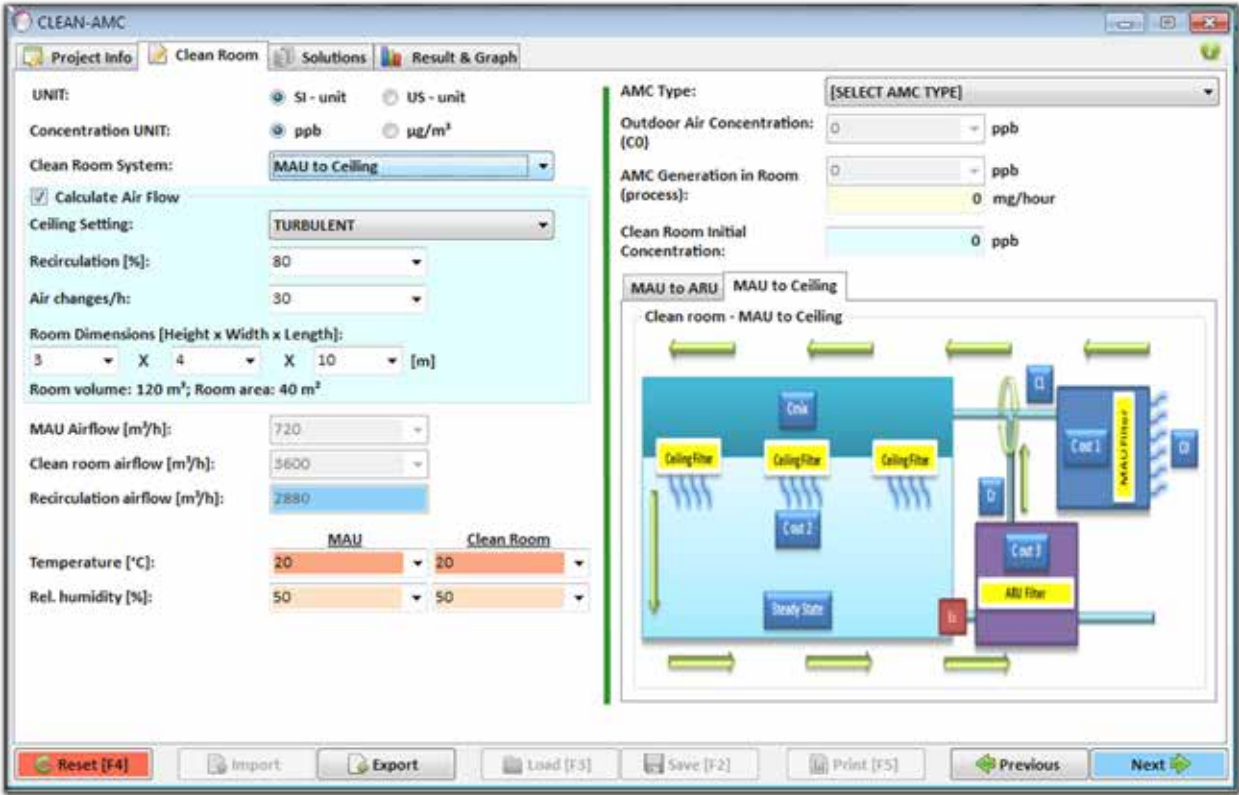 CLEAN-AMC
Project Info
Clean Room
Solutions
Result & Graph
UNIT:
SI - unit
US - unit
Concentration UNIT:
ppb
µg/m³
Clean Room System:
MAU to Ceiling
Calculate Air Flow
Ceiling Setting:
TURBULENT
Recirculation [%]:
80
Air changes/h:
30
Room Dimensions [Height x Width x Length]:
3 X 4 X 10 [m]
Room volume: 120 m³; Room area: 40 m²
MAU Airflow [m³/h]:
720
Clean room airflow [m³/h]:
3600
Recirculation airflow [m³/h]:
2880
MAU
Clean Room
Temperature [°C]:
20
20
Rel. humidity [%]:
50
50
AMC Type:
[SELECT AMC TYPE]
Outdoor Air Concentration:
(C0)
0
ppb
AMC Generation in Room
(process):
0
ppb
0 mg/hour
Clean Room Initial
Concentration:
0 ppb
MAU to ARU
MAU to Ceiling
Clean room - MAU to Ceiling
Cmix
Ceiling Filter
Ceiling Filter
Ceiling Filter
C out 2
Steady State
C1
C out 1
MAU Filter
C0
Cr
C out 3
ARU Filter
Reset [F4]
Import
Export
Load [F3]
Save [F2]
Print [F5]
Previous
Next